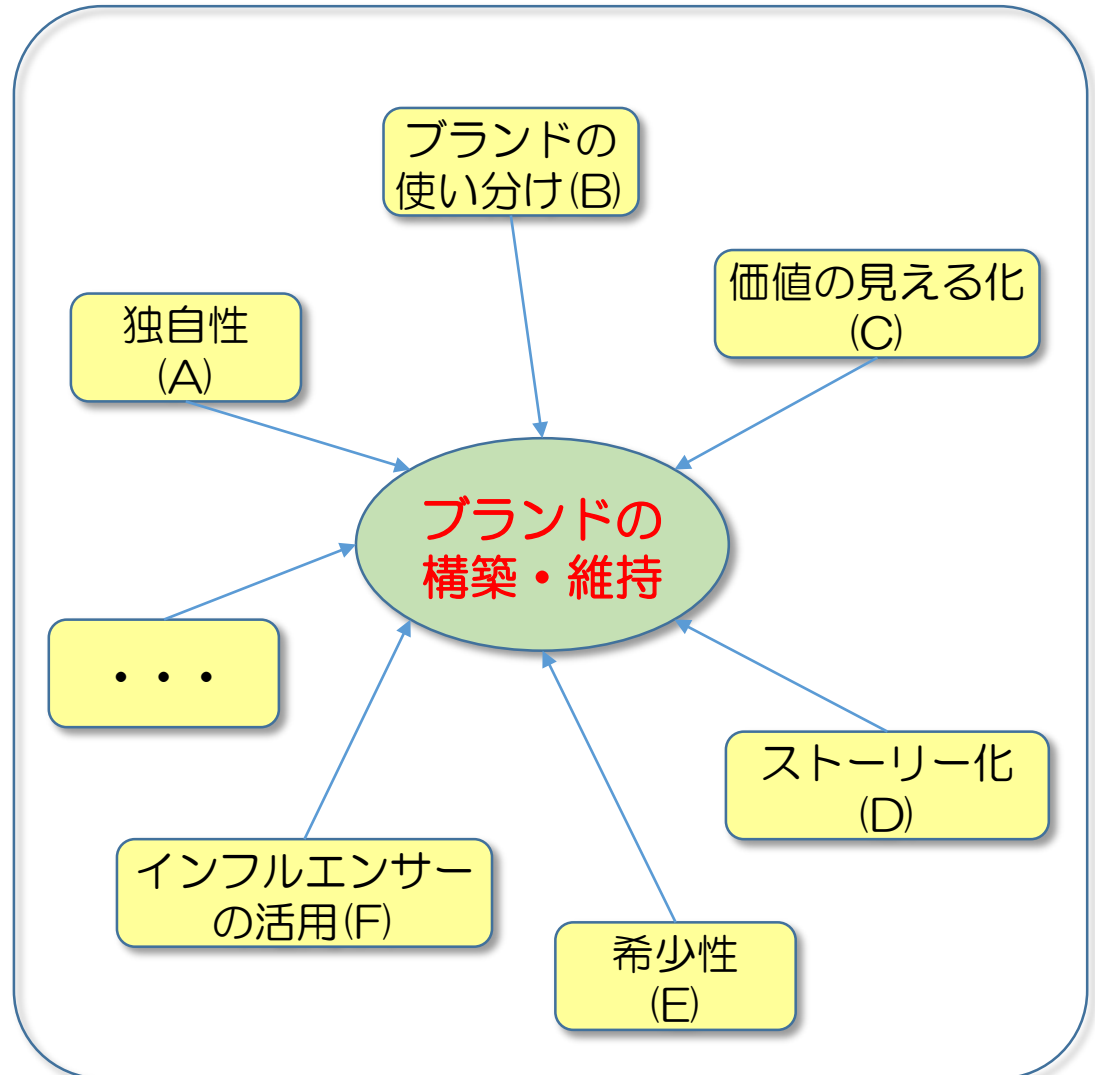 ブランドの
使い分け(B)
価値の見える化
(C)
独自性
(A)
ブランドの
構築・維持
・・・
ストーリー化
(D)
インフルエンサー
の活用(F)
希少性
(E)